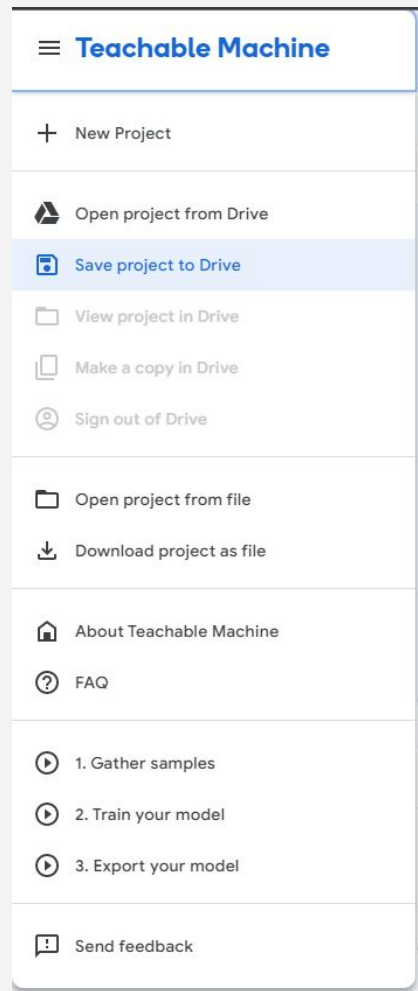 Teachable Machine
New Project
Open project from Drive
Save project to Drive
View project in Drive
Make a copy in Drive
Sign out of Drive
Open project from file
Download project as file
About Teachable Machine
FAQ
1. Gather samples
2. Train your model
3. Export your model
Send feedback